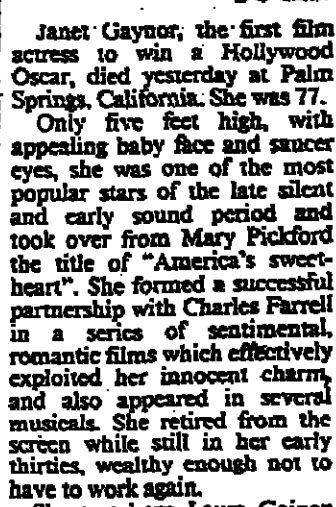 Janet Gaynor, the first film
actress to win a Hollywood
Oscar, died yesterday at Palm
Springs, California. She was 77.
Only five feet high, with
appealing baby face and saucer
eyes, she was one of the most
popular stars of the late silent
and early sound period and
took over from Mary Pickford
the title of "America's sweet-
heart". She formed a successful
partnership with Charles Farrell
in a series of sentimental,
romantic films which effectively
exploited her innocent charm,
and also appeared in several
musicals. She retired from the
screen while still in her early
thirties, wealthy enough not to
have to work again.